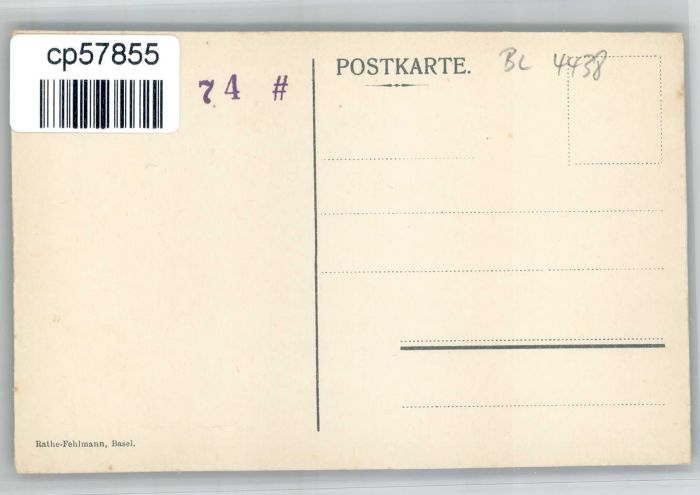 cp57855
74 #
POSTKARTE.
BL 4438
Rathe-Fehlmann, Basel.